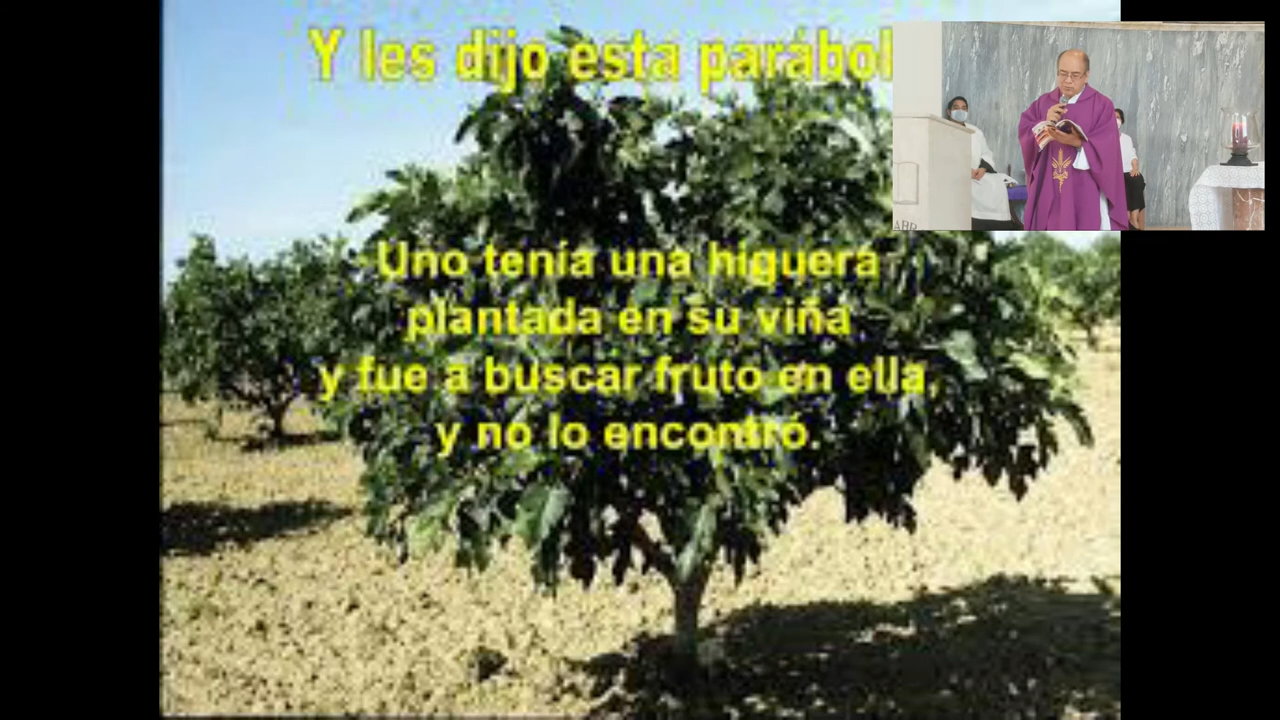 Y les dijo esta parábol
Uno tenía una higuera
plantada en su viña
y fue a buscar fruto en ella,
y no lo encontró.